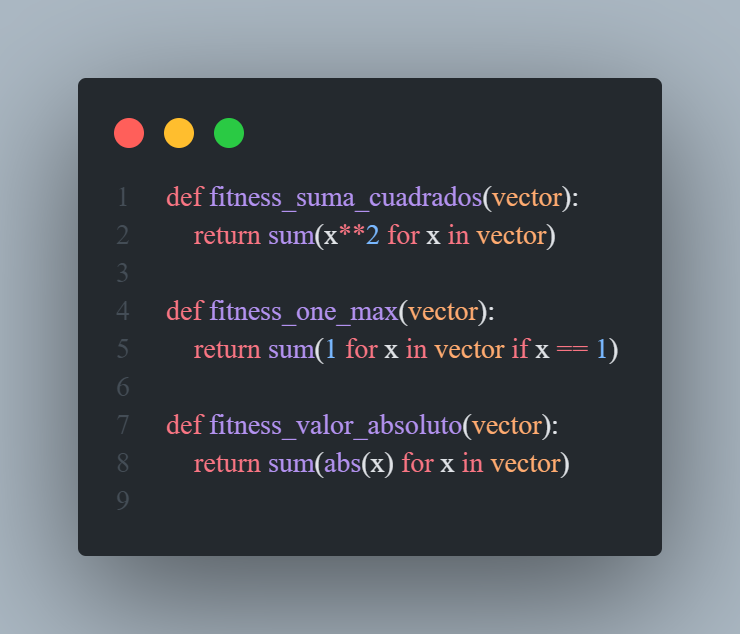 1 def fitness_suma_cuadrados(vector):
2     return sum(x**2 for x in vector)
3
4 def fitness_one_max(vector):
5     return sum(1 for x in vector if x == 1)
6
7 def fitness_valor_absoluto(vector):
8     return sum(abs(x) for x in vector)
9